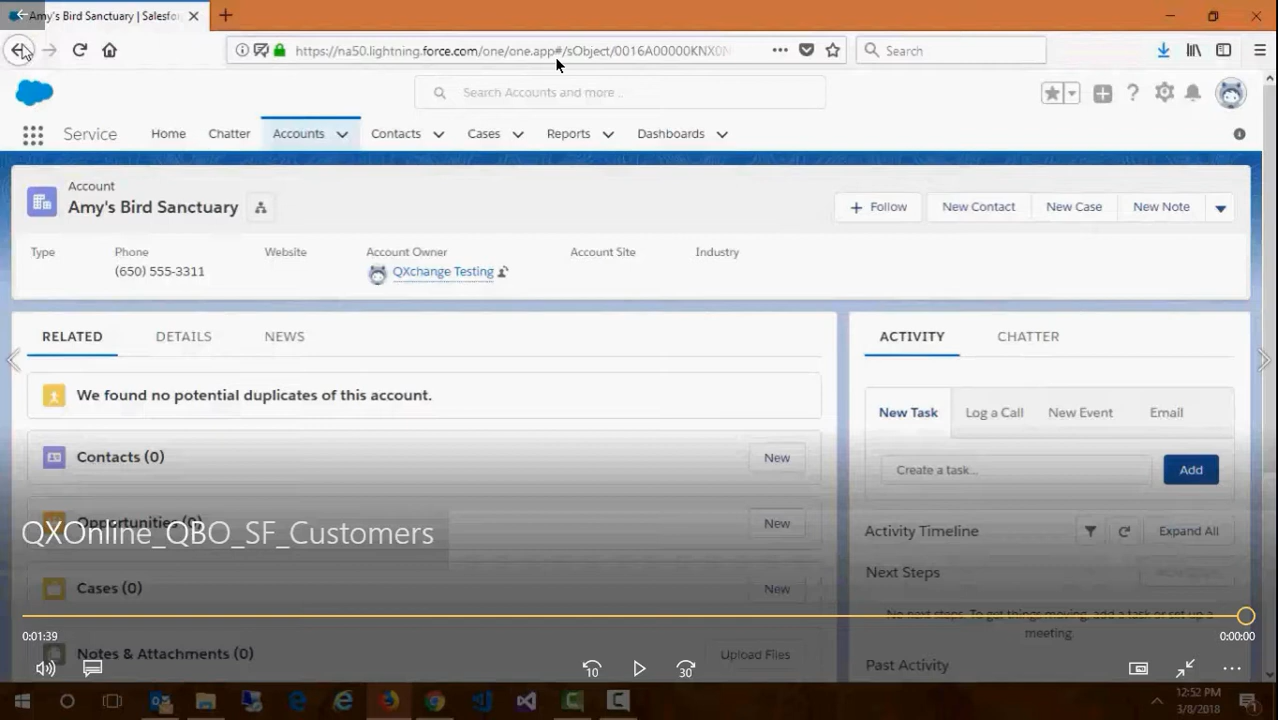 Amy's Bird Sanctuary | Salesfor
https://na50.lightning.force.com/one/one.app#/sObject/0016A00000KNX0N
Search
Search Accounts and more...
Service
Home
Chatter
Accounts
Contacts
Cases
Reports
Dashboards
Account
Amy's Bird Sanctuary
Follow
New Contact
New Case
New Note
Type
Phone
Website
Account Owner
Account Site
Industry
(650) 555-3311
QXchange Testing
RELATED
DETAILS
NEWS
ACTIVITY
CHATTER
We found no potential duplicates of this account.
New Task
Log a Call
New Event
Email
Contacts (0)
New
Create a task...
Add
Opportunities (0)
New
QXOnline_QBO_SF_Customers
Activity Timeline
Expand All
Next Steps
Cases (0)
New
No next steps. To get things moving, add a task or set up a
meeting.
0:01:39
0:00:00
Notes & Attachments (0)
Upload Files
Past Activity
10
30
12:52 PM
3/8/2018